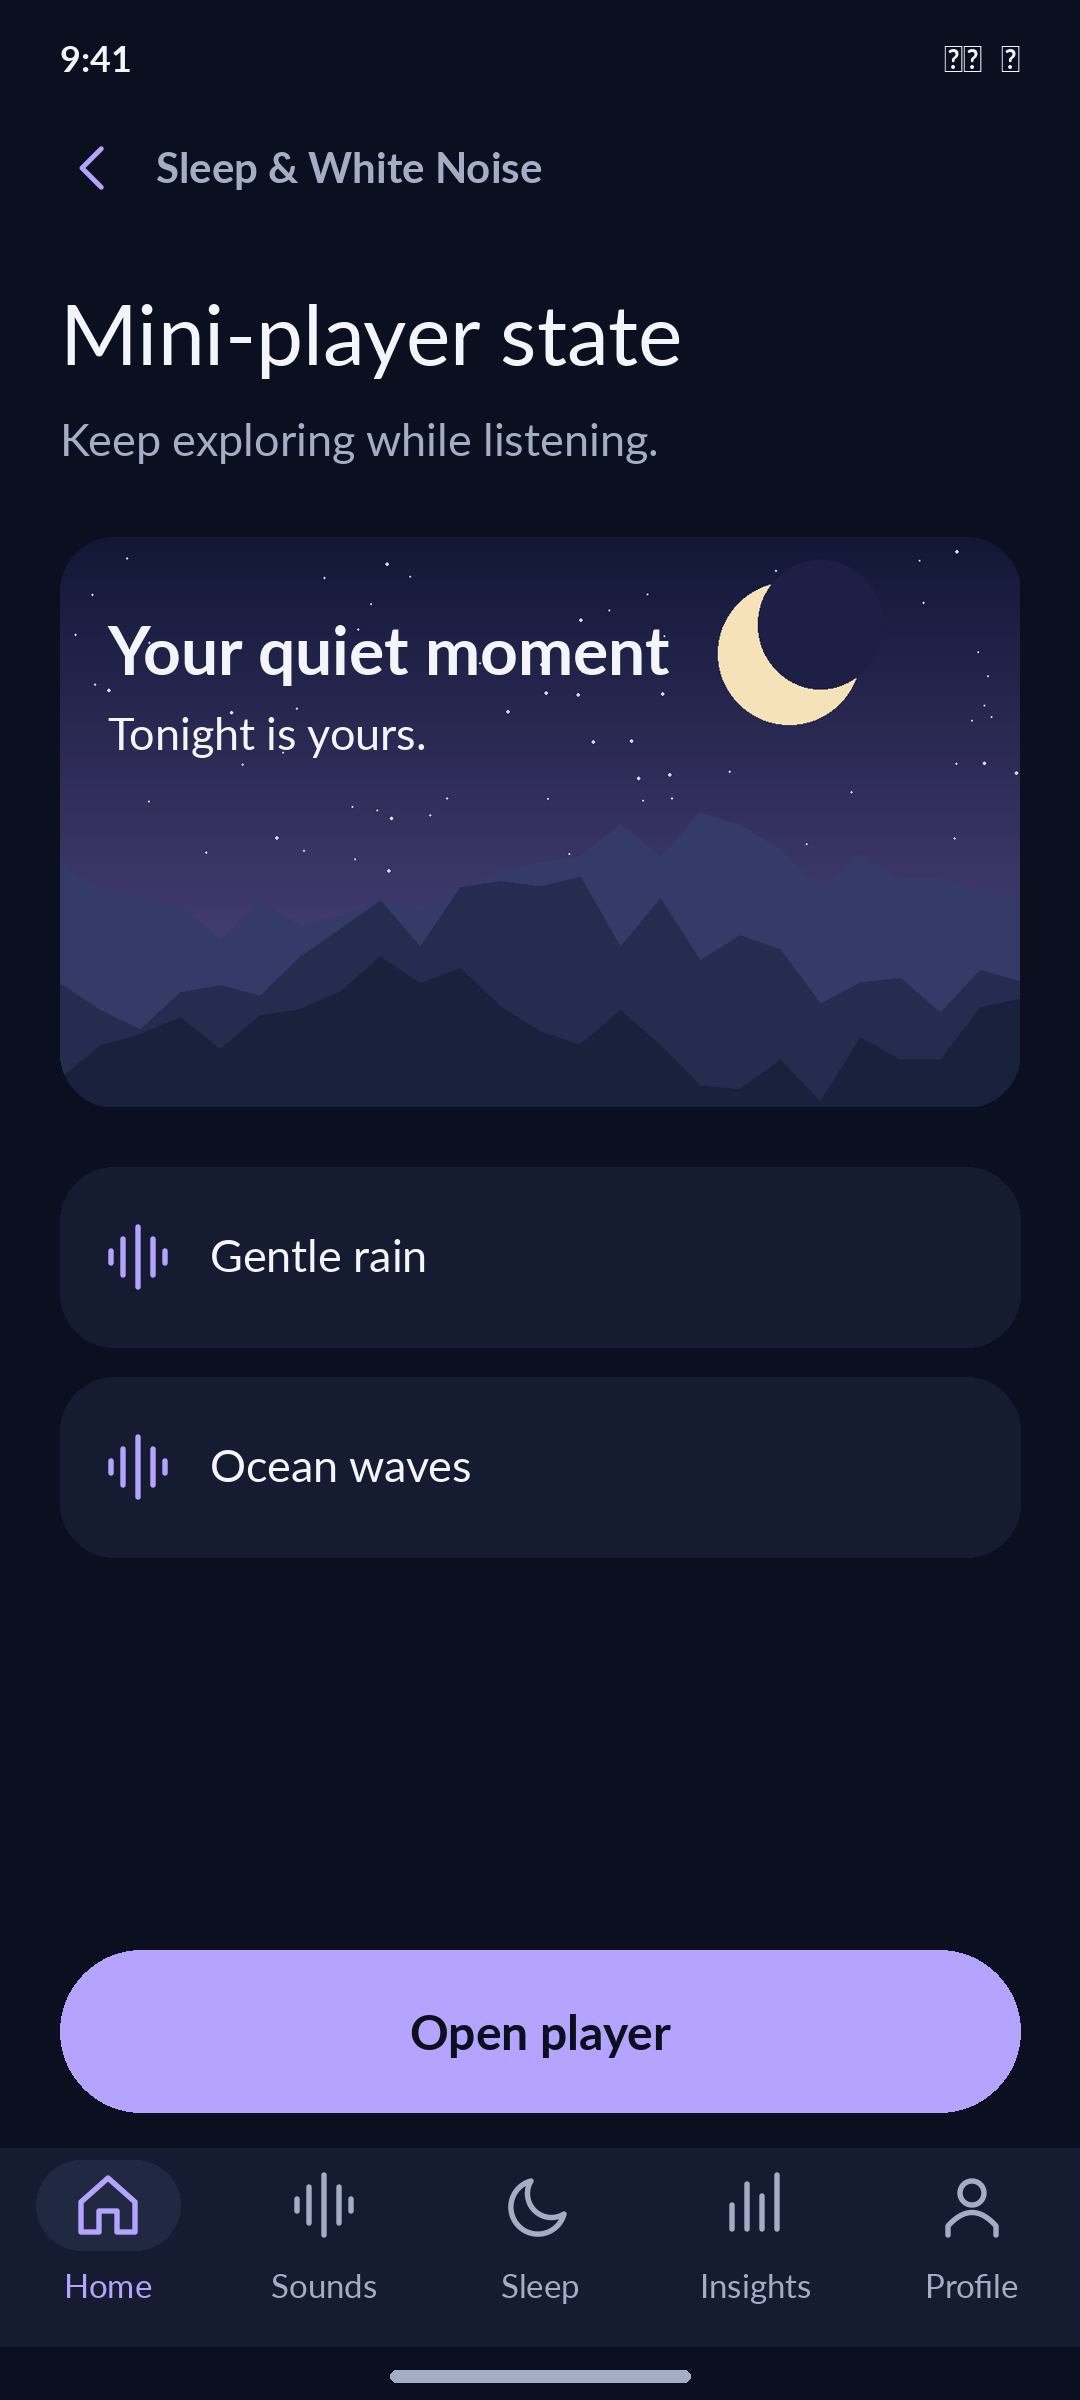 9:41
Sleep & White Noise
Mini-player state
Keep exploring while listening.
Your quiet moment
Tonight is yours.
Gentle rain
Ocean waves
Open player
Home
Sounds
Sleep
Insights
Profile